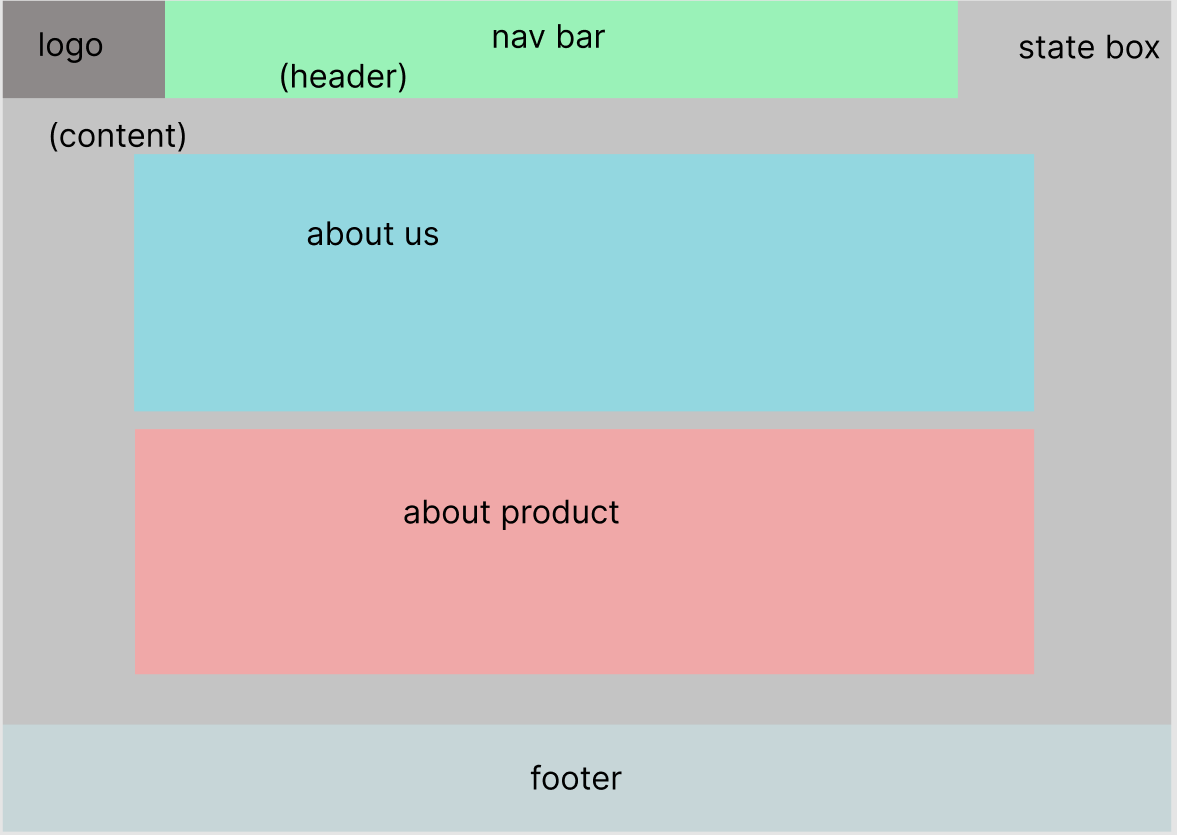 logo
nav bar
state box
(header)
(content)
about us
about product
footer